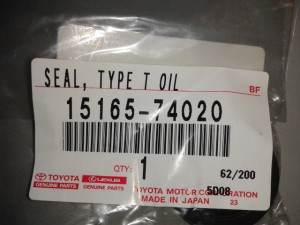 SEAL, TYPE T OIL
BF
15165-74020
TOYOTA
GENUINE PARTS
LEXUS
GENUINE PARTS
QTY:
1
62/200
5D08
TOYOTA MOTOR CORPORATION
MADE IN JAPAN 23